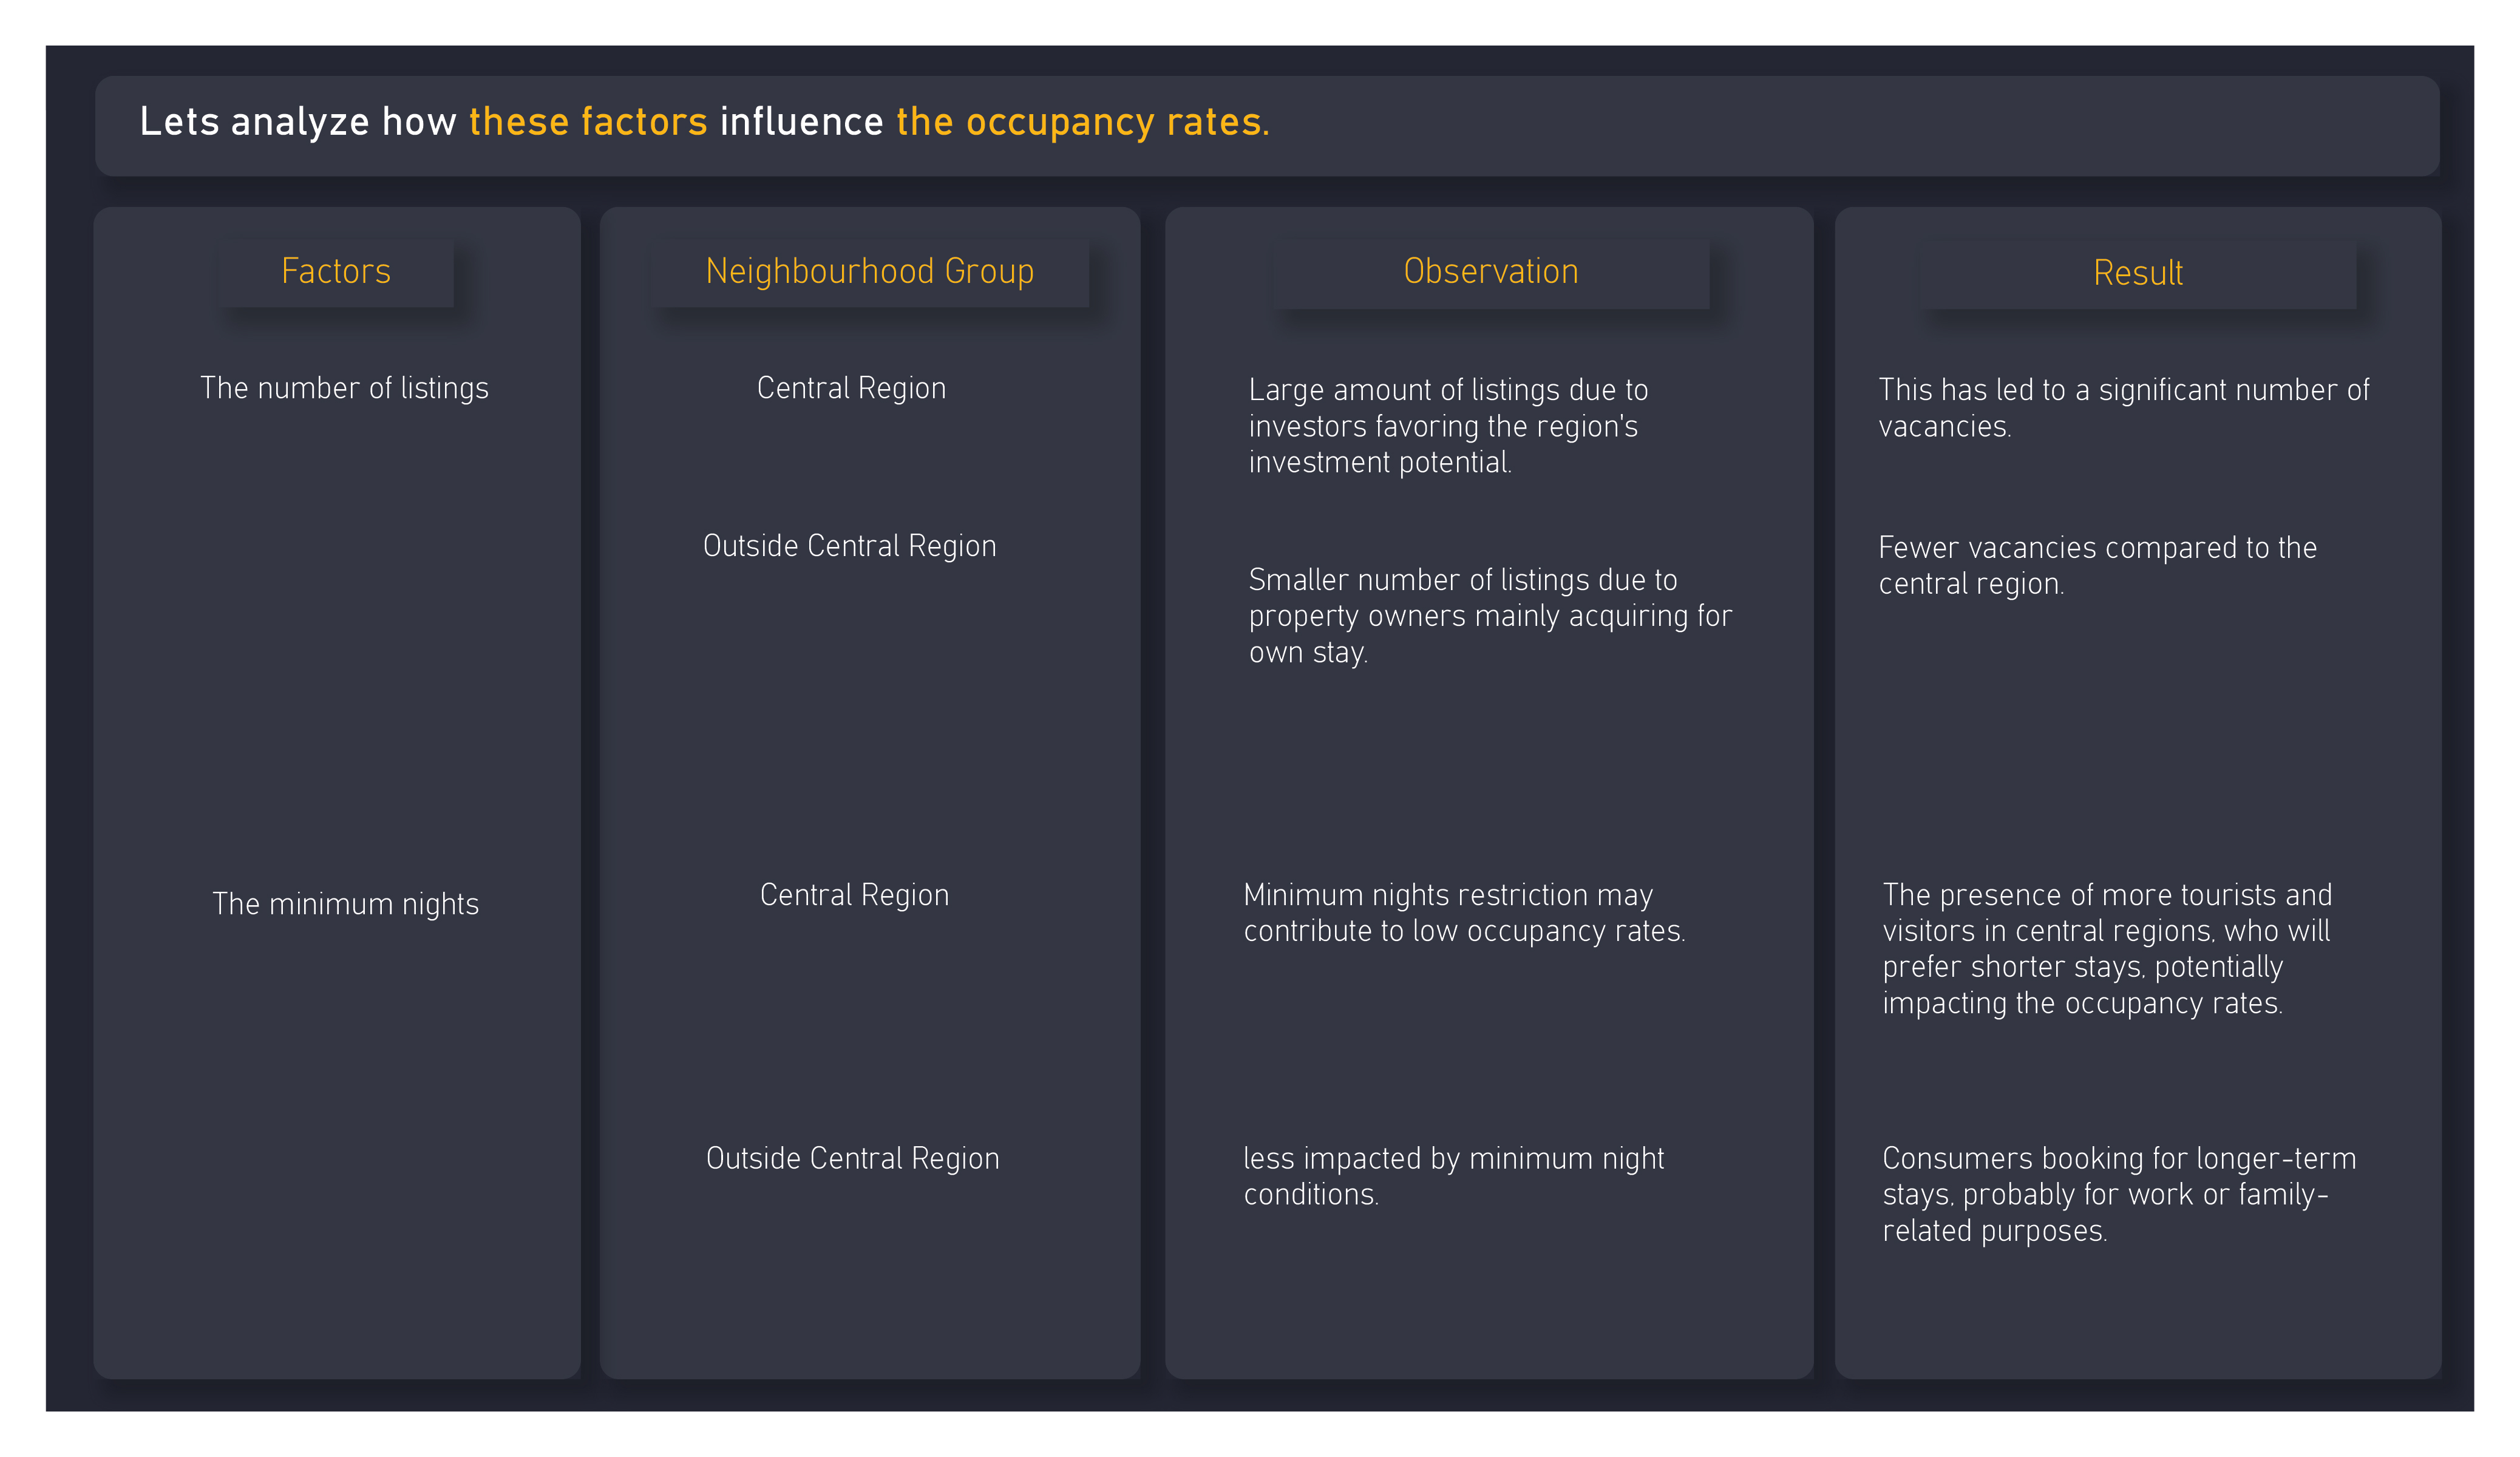 Lets analyze how these factors influence the occupancy rates.
Factors
Neighbourhood Group
Observation
Result
The number of listings
Central Region
Large amount of listings due to
investors favoring the region's
investment potential.
This has led to a significant number of
vacancies.
Outside Central Region
Smaller number of listings due to
property owners mainly acquiring for
own stay.
Fewer vacancies compared to the
central region.
The minimum nights
Central Region
Minimum nights restriction may
contribute to low occupancy rates.
The presence of more tourists and
visitors in central regions, who will
prefer shorter stays, potentially
impacting the occupancy rates.
Outside Central Region
less impacted by minimum night
conditions.
Consumers booking for longer-term
stays, probably for work or family-
related purposes.